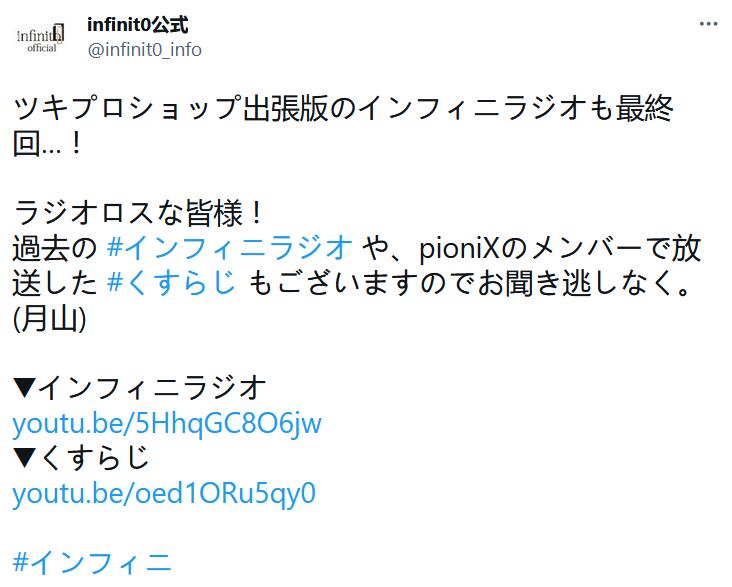 infinit0
official
infinit0公式
@infinit0_info
ツキプロショップ出張版のインフィニラジオも最終
回...！
ラジオロスな皆様！
過去の #インフィニラジオ や、pioniXのメンバーで放
送した #くすらじ もございますのでお聞き逃しなく。
(月山)
▼インフィニラジオ
youtu.be/5HhqGC8O6jw
▼くすらじ
youtu.be/oed1ORu5qy0
#インフィニ